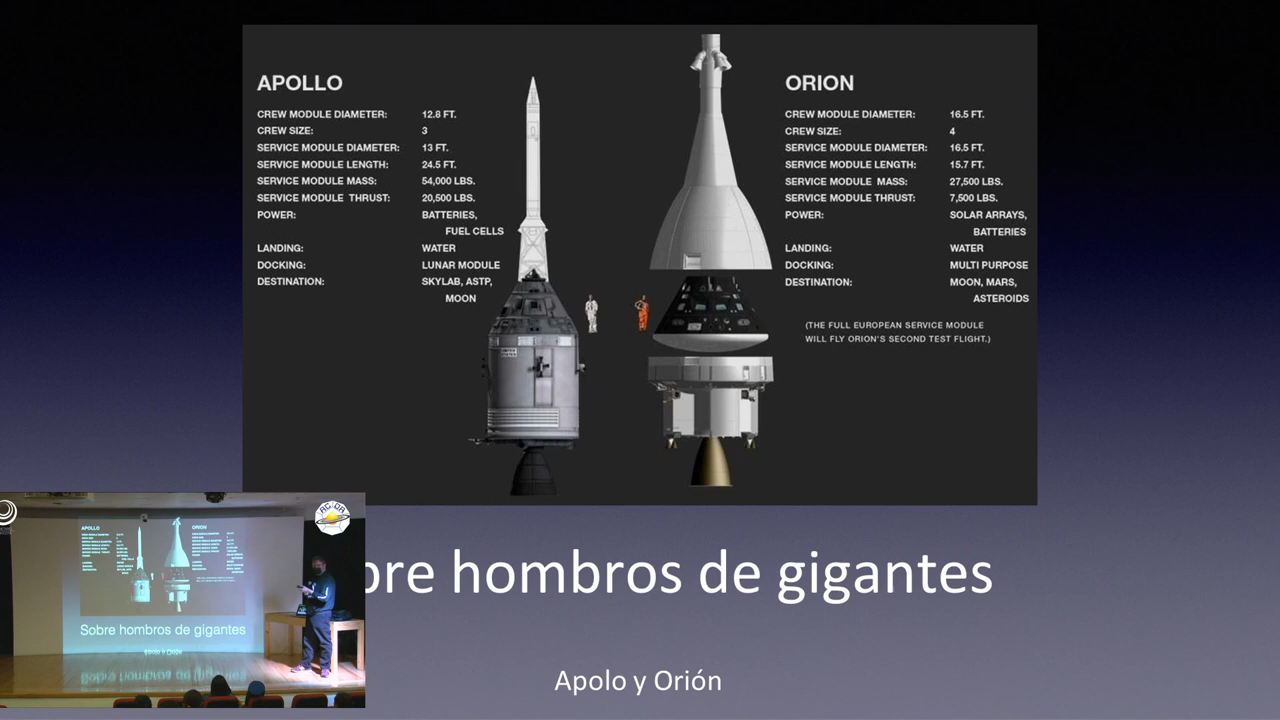 APOLLO
CREW MODULE DIAMETER: 12.8 FT.
CREW SIZE: 3
SERVICE MODULE DIAMETER: 13 FT.
SERVICE MODULE LENGTH: 24.5 FT.
SERVICE MODULE MASS: 54,000 LBS.
SERVICE MODULE THRUST: 20,500 LBS.
POWER: BATTERIES,
FUEL CELLS
LANDING: WATER
DOCKING: LUNAR MODULE
DESTINATION: SKYLAB, ASTP,
MOON
ORION
CREW MODULE DIAMETER: 16.5 FT.
CREW SIZE: 4
SERVICE MODULE DIAMETER: 16.5 FT.
SERVICE MODULE LENGTH: 15.7 FT.
SERVICE MODULE MASS: 27,500 LBS.
SERVICE MODULE THRUST: 7,500 LBS.
POWER: SOLAR ARRAYS,
BATTERIES
LANDING: WATER
DOCKING: MULTI PURPOSE
DESTINATION: MOON, MARS,
ASTEROIDS
(THE FULL EUROPEAN SERVICE MODULE
WILL FLY ORION'S SECOND TEST FLIGHT.)
bre hombros de gigantes
Apolo y Orión
APOLLO
ORION
Sobre hombros de gigantes
Apolo y Orión